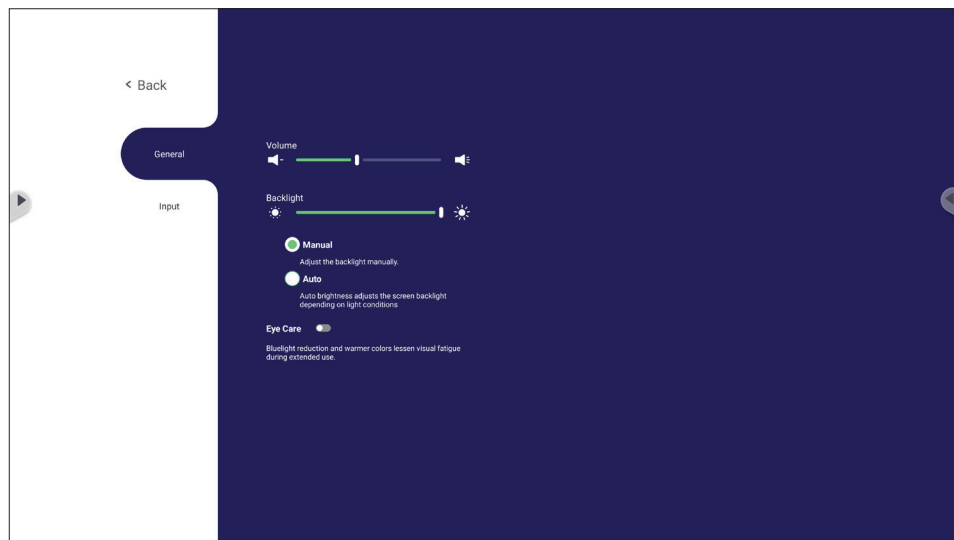 Back
General
Input
Volume
Backlight
Manual
Adjust the backlight manually.
Auto
Auto brightness adjusts the screen backlight
depending on light conditions
Eye Care
Bluelight reduction and warmer colors lessen visual fatigue
during extended use.